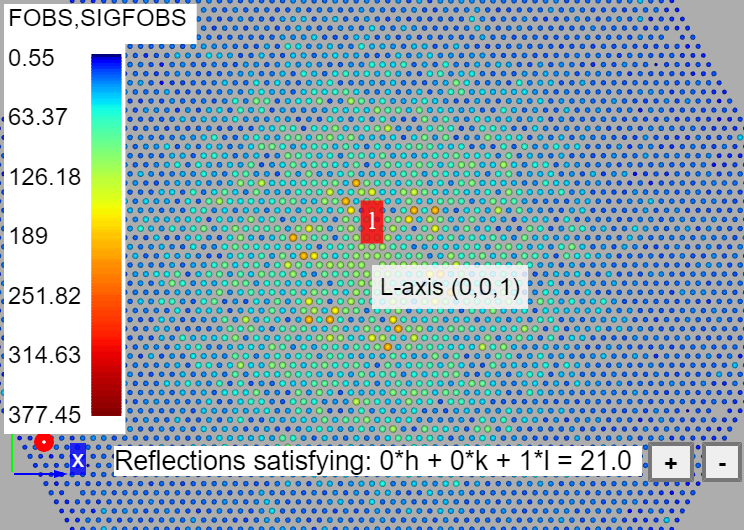 FOBS,SIGFOBS
0.55
63.37
126.18
189
251.82
314.63
377.45
1
L-axis (0,0,1)
X
Reflections satisfying: 0*h + 0*k + 1*l = 21.0
+
-